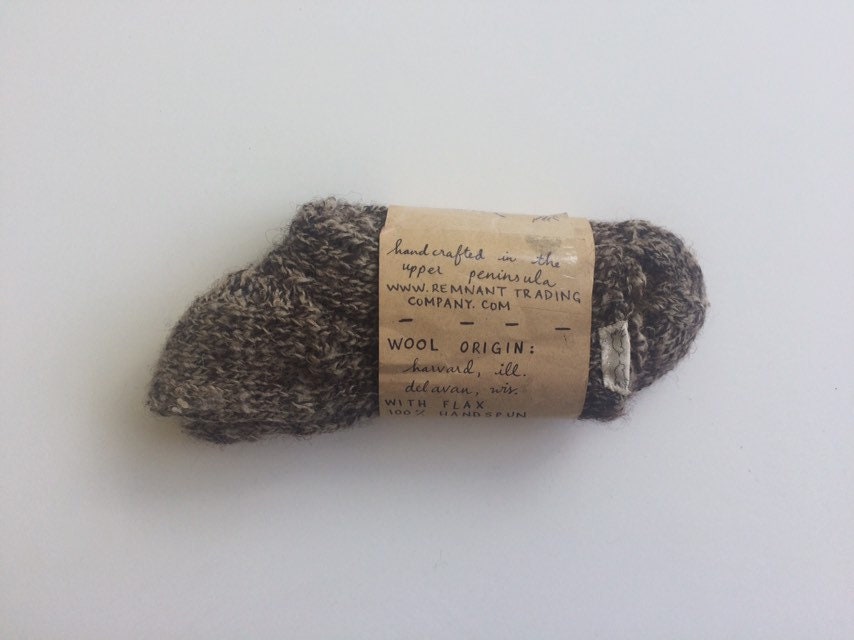 handcrafted in the
upper peninsula
WWW.REMNANT TRADING
COMPANY.COM
WOOL ORIGIN:
harvard, ill.
delavan, wis.
WITH FLAX
100% HANDSPUN